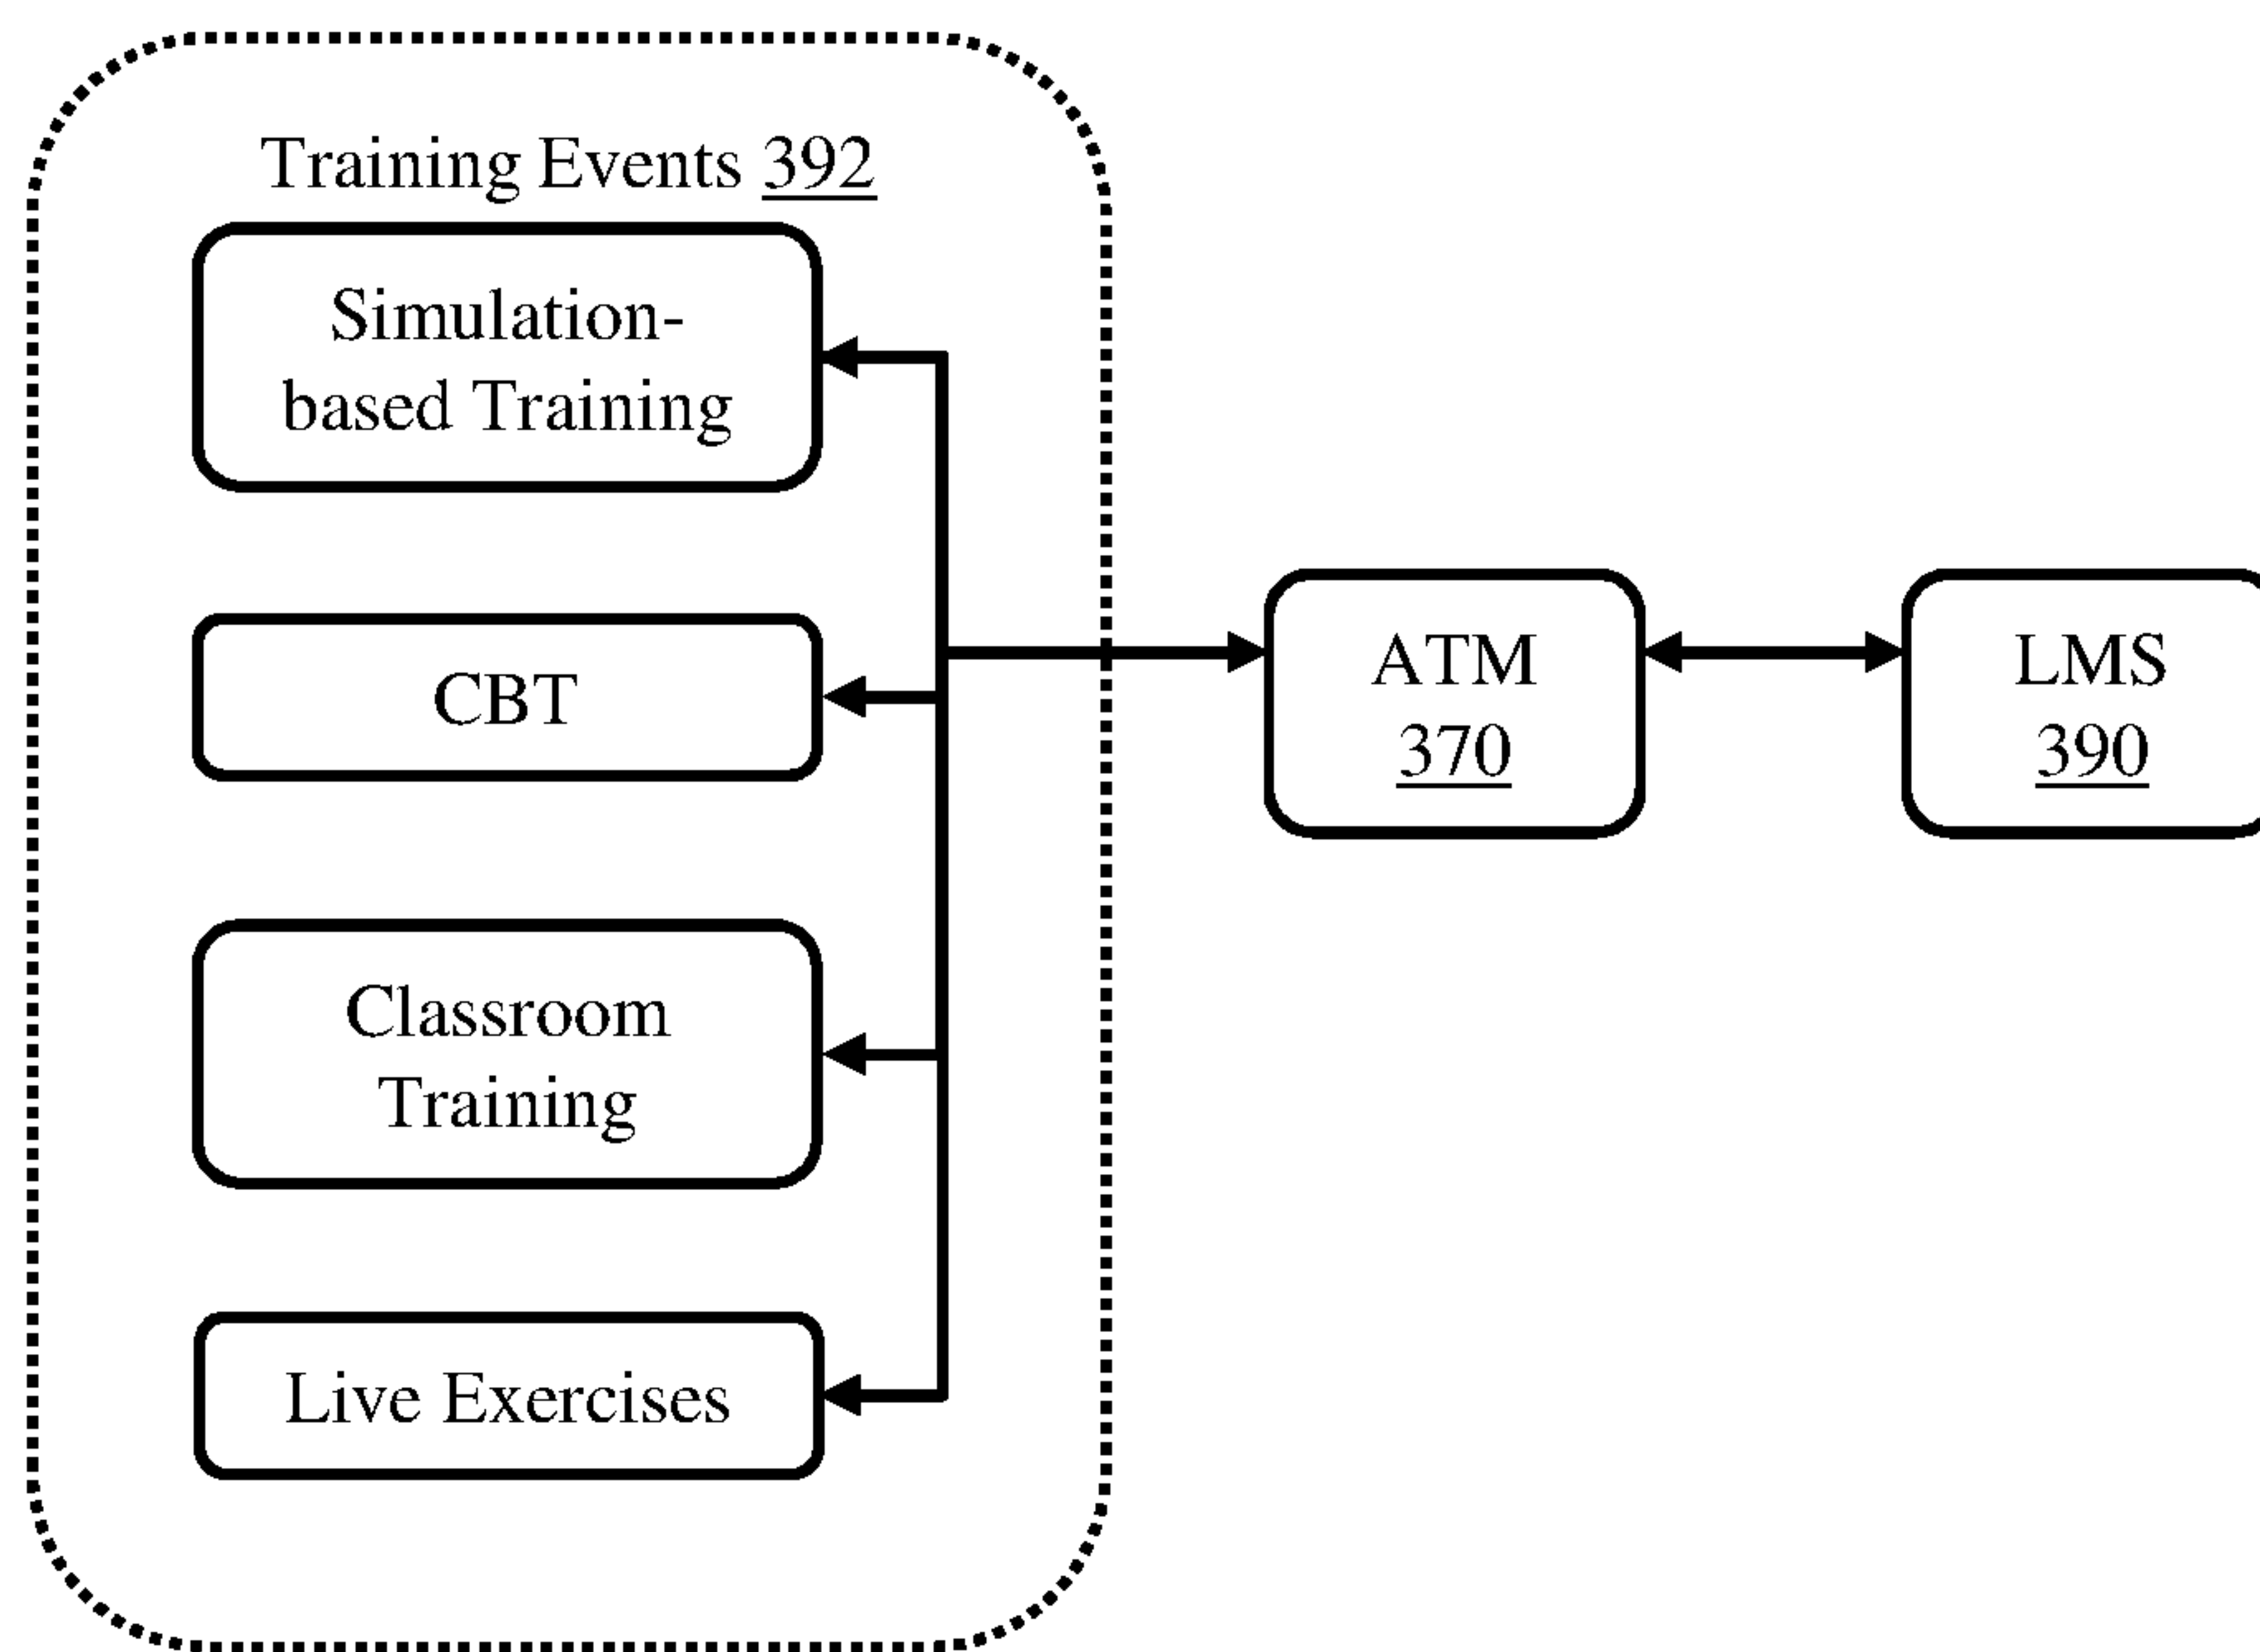 Training Events 392
Simulation-
based Training
CBT
Classroom
Training
Live Exercises
ATM
370
LMS
390